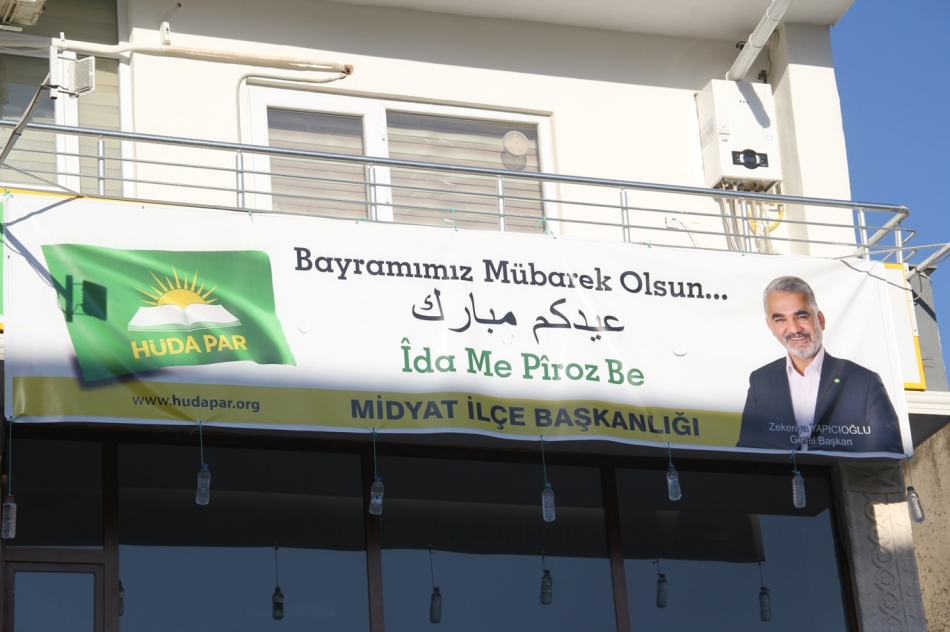 Bayramımız Mübarek Olsun...
عيدكم مبارك
Îda Me Pîroz Be
HÜDA PAR
www.hudapar.org
MİDYAT İLÇE BAŞKANLIĞI
Zekeriya YAPICIOĞLU
Genel Başkan